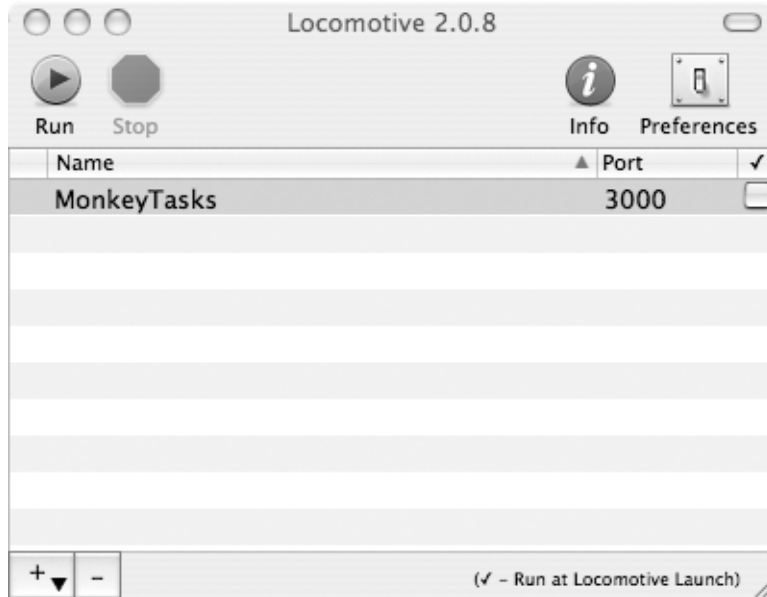 Locomotive 2.0.8
Run Stop Info Preferences
Name Port ✓
MonkeyTasks 3000
+ -
(✓ - Run at Locomotive Launch)